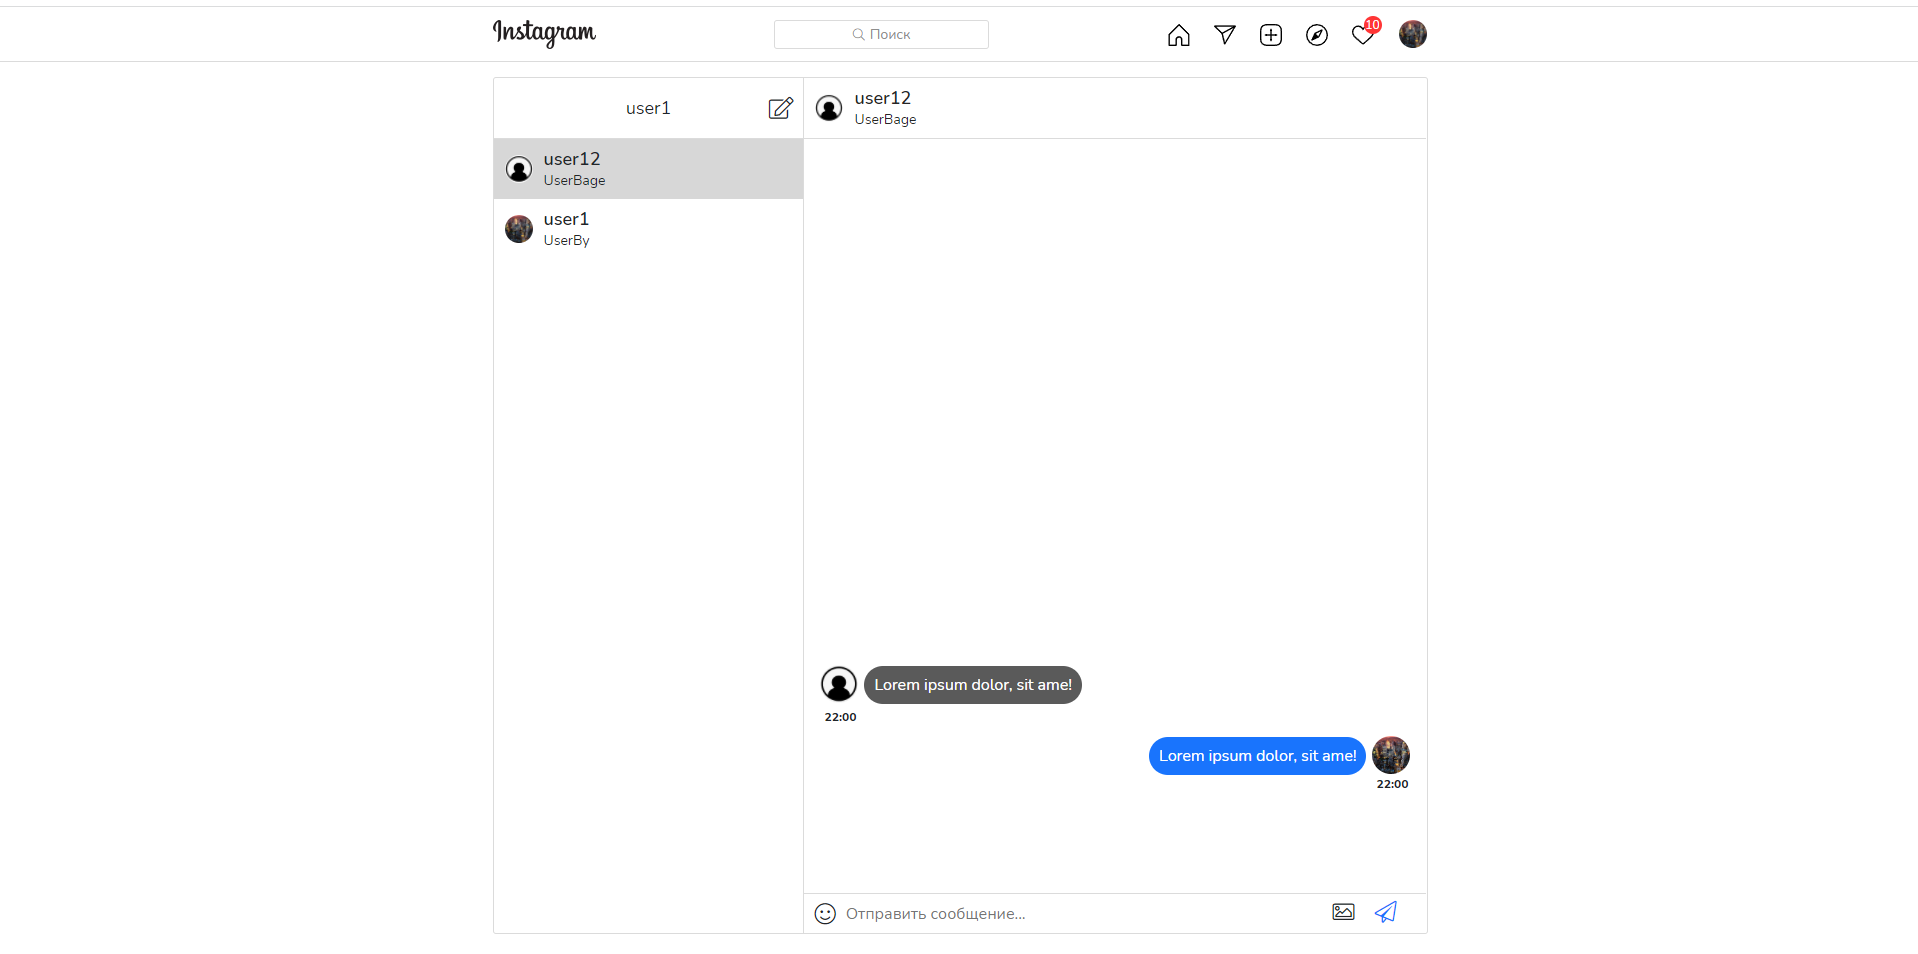 Instagram
Поиск
10
user1
user12
UserBage
user1
UserBy
user12
UserBage
Lorem ipsum dolor, sit ame!
22:00
Lorem ipsum dolor, sit ame!
22:00
Отправить сообщение...